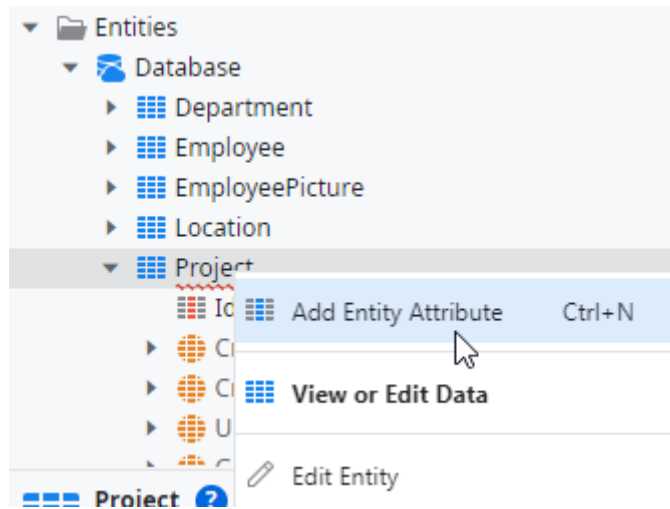 Entities
Database
Department
Employee
EmployeePicture
Location
Project
Add Entity Attribute Ctrl+N
View or Edit Data
Edit Entity
Project ?